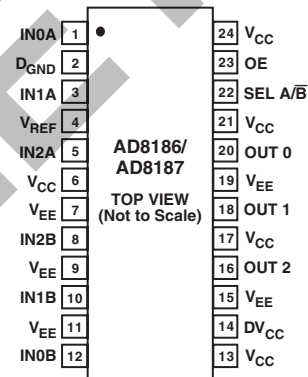 IN0A 1
D_GND 2
IN1A 3
V_REF 4
IN2A 5
V_CC 6
V_EE 7
IN2B 8
V_EE 9
IN1B 10
V_EE 11
IN0B 12
AD8186/
AD8187
TOP VIEW
(Not to Scale)
24 V_CC
23 OE
22 SEL A/B̅
21 V_CC
20 OUT 0
19 V_EE
18 OUT 1
17 V_CC
16 OUT 2
15 V_EE
14 DV_CC
13 V_CC